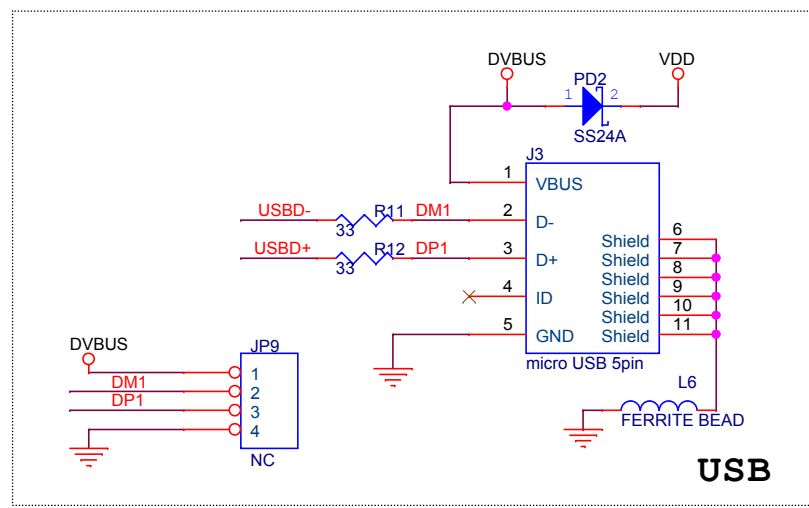 DVBUS
PD2
VDD
1
2
SS24A
J3
1
VBUS
USBD-
R11
DM1
2
D-
33
6
Shield
USBD+
R12
DP1
3
D+
33
7
Shield
8
Shield
4
ID
9
Shield
10
Shield
5
GND
11
Shield
micro USB 5pin
DVBUS
JP9
1
DM1
2
DP1
3
4
NC
L6
FERRITE BEAD
USB